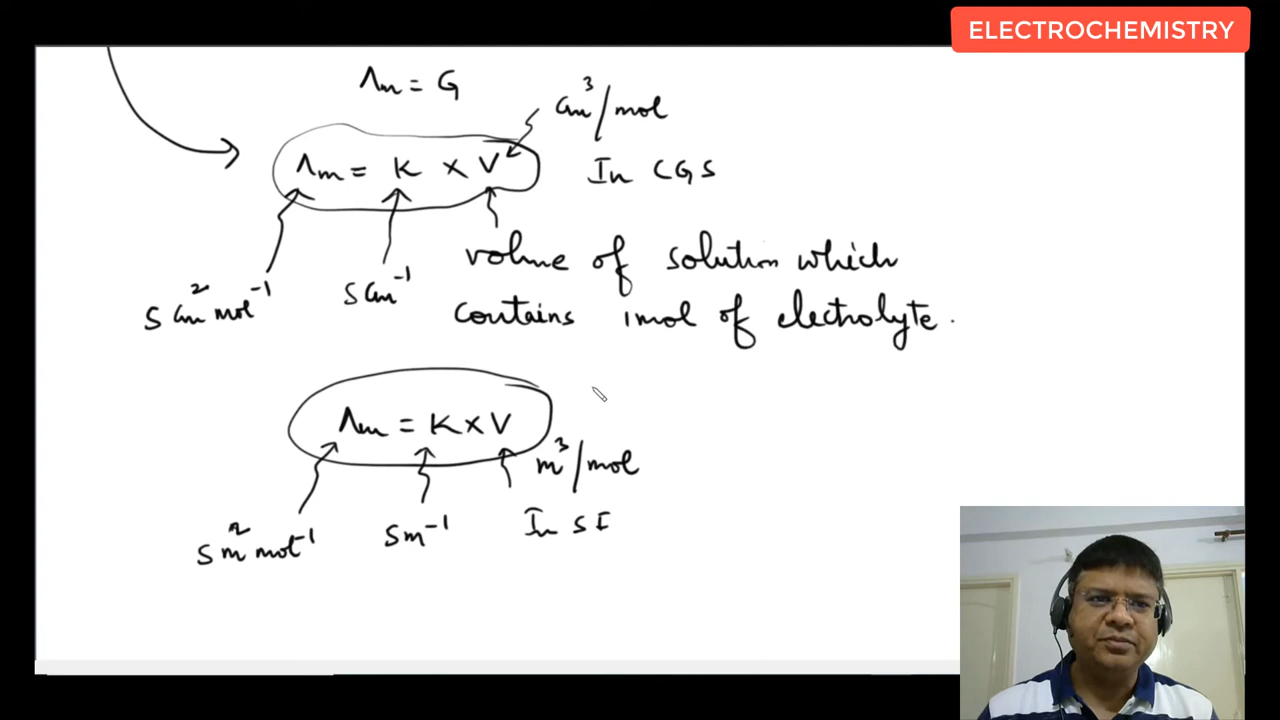 ELECTROCHEMISTRY
Λm = G
cm³/mol
Λm = K × V
In CGS
S cm² mol⁻¹
S cm⁻¹
volume of solution which
contains 1mol of electrolyte.
Λm = K × V
m³/mol
S m² mol⁻¹
Sm⁻¹
In SI